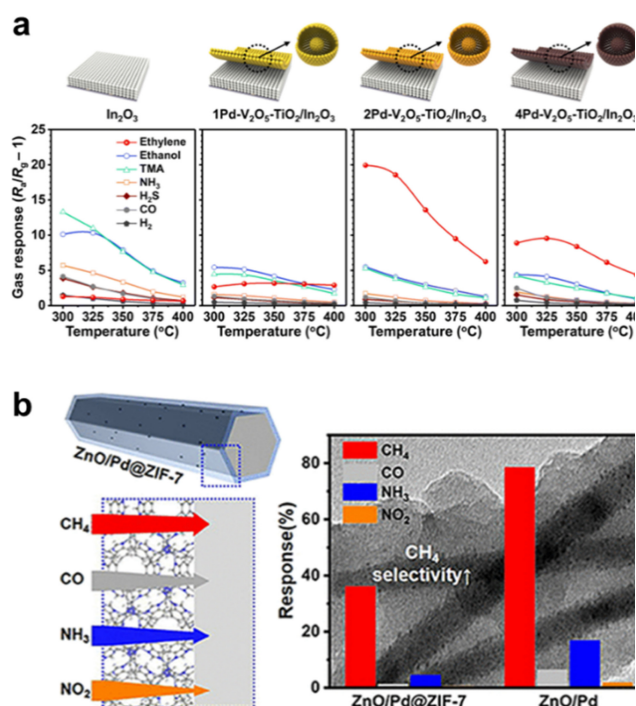 a
In₂O₃
1Pd-V₂O₅-TiO₂/In₂O₃
2Pd-V₂O₅-TiO₂/In₂O₃
4Pd-V₂O₅-TiO₂/In₂O₃
Gas response (Rₐ/R_g – 1)
25
20
15
10
5
0
Ethylene
Ethanol
TMA
NH₃
H₂S
CO
H₂
300 325 350 375 400
300 325 350 375 400
300 325 350 375 400
300 325 350 375 400
Temperature (°C)
Temperature (°C)
Temperature (°C)
Temperature (°C)
b
ZnO/Pd@ZIF-7
CH₄
CO
NH₃
NO₂
Response(%)
80
60
40
20
0
CH₄
CO
NH₃
NO₂
CH₄
selectivity↑
ZnO/Pd@ZIF-7
ZnO/Pd